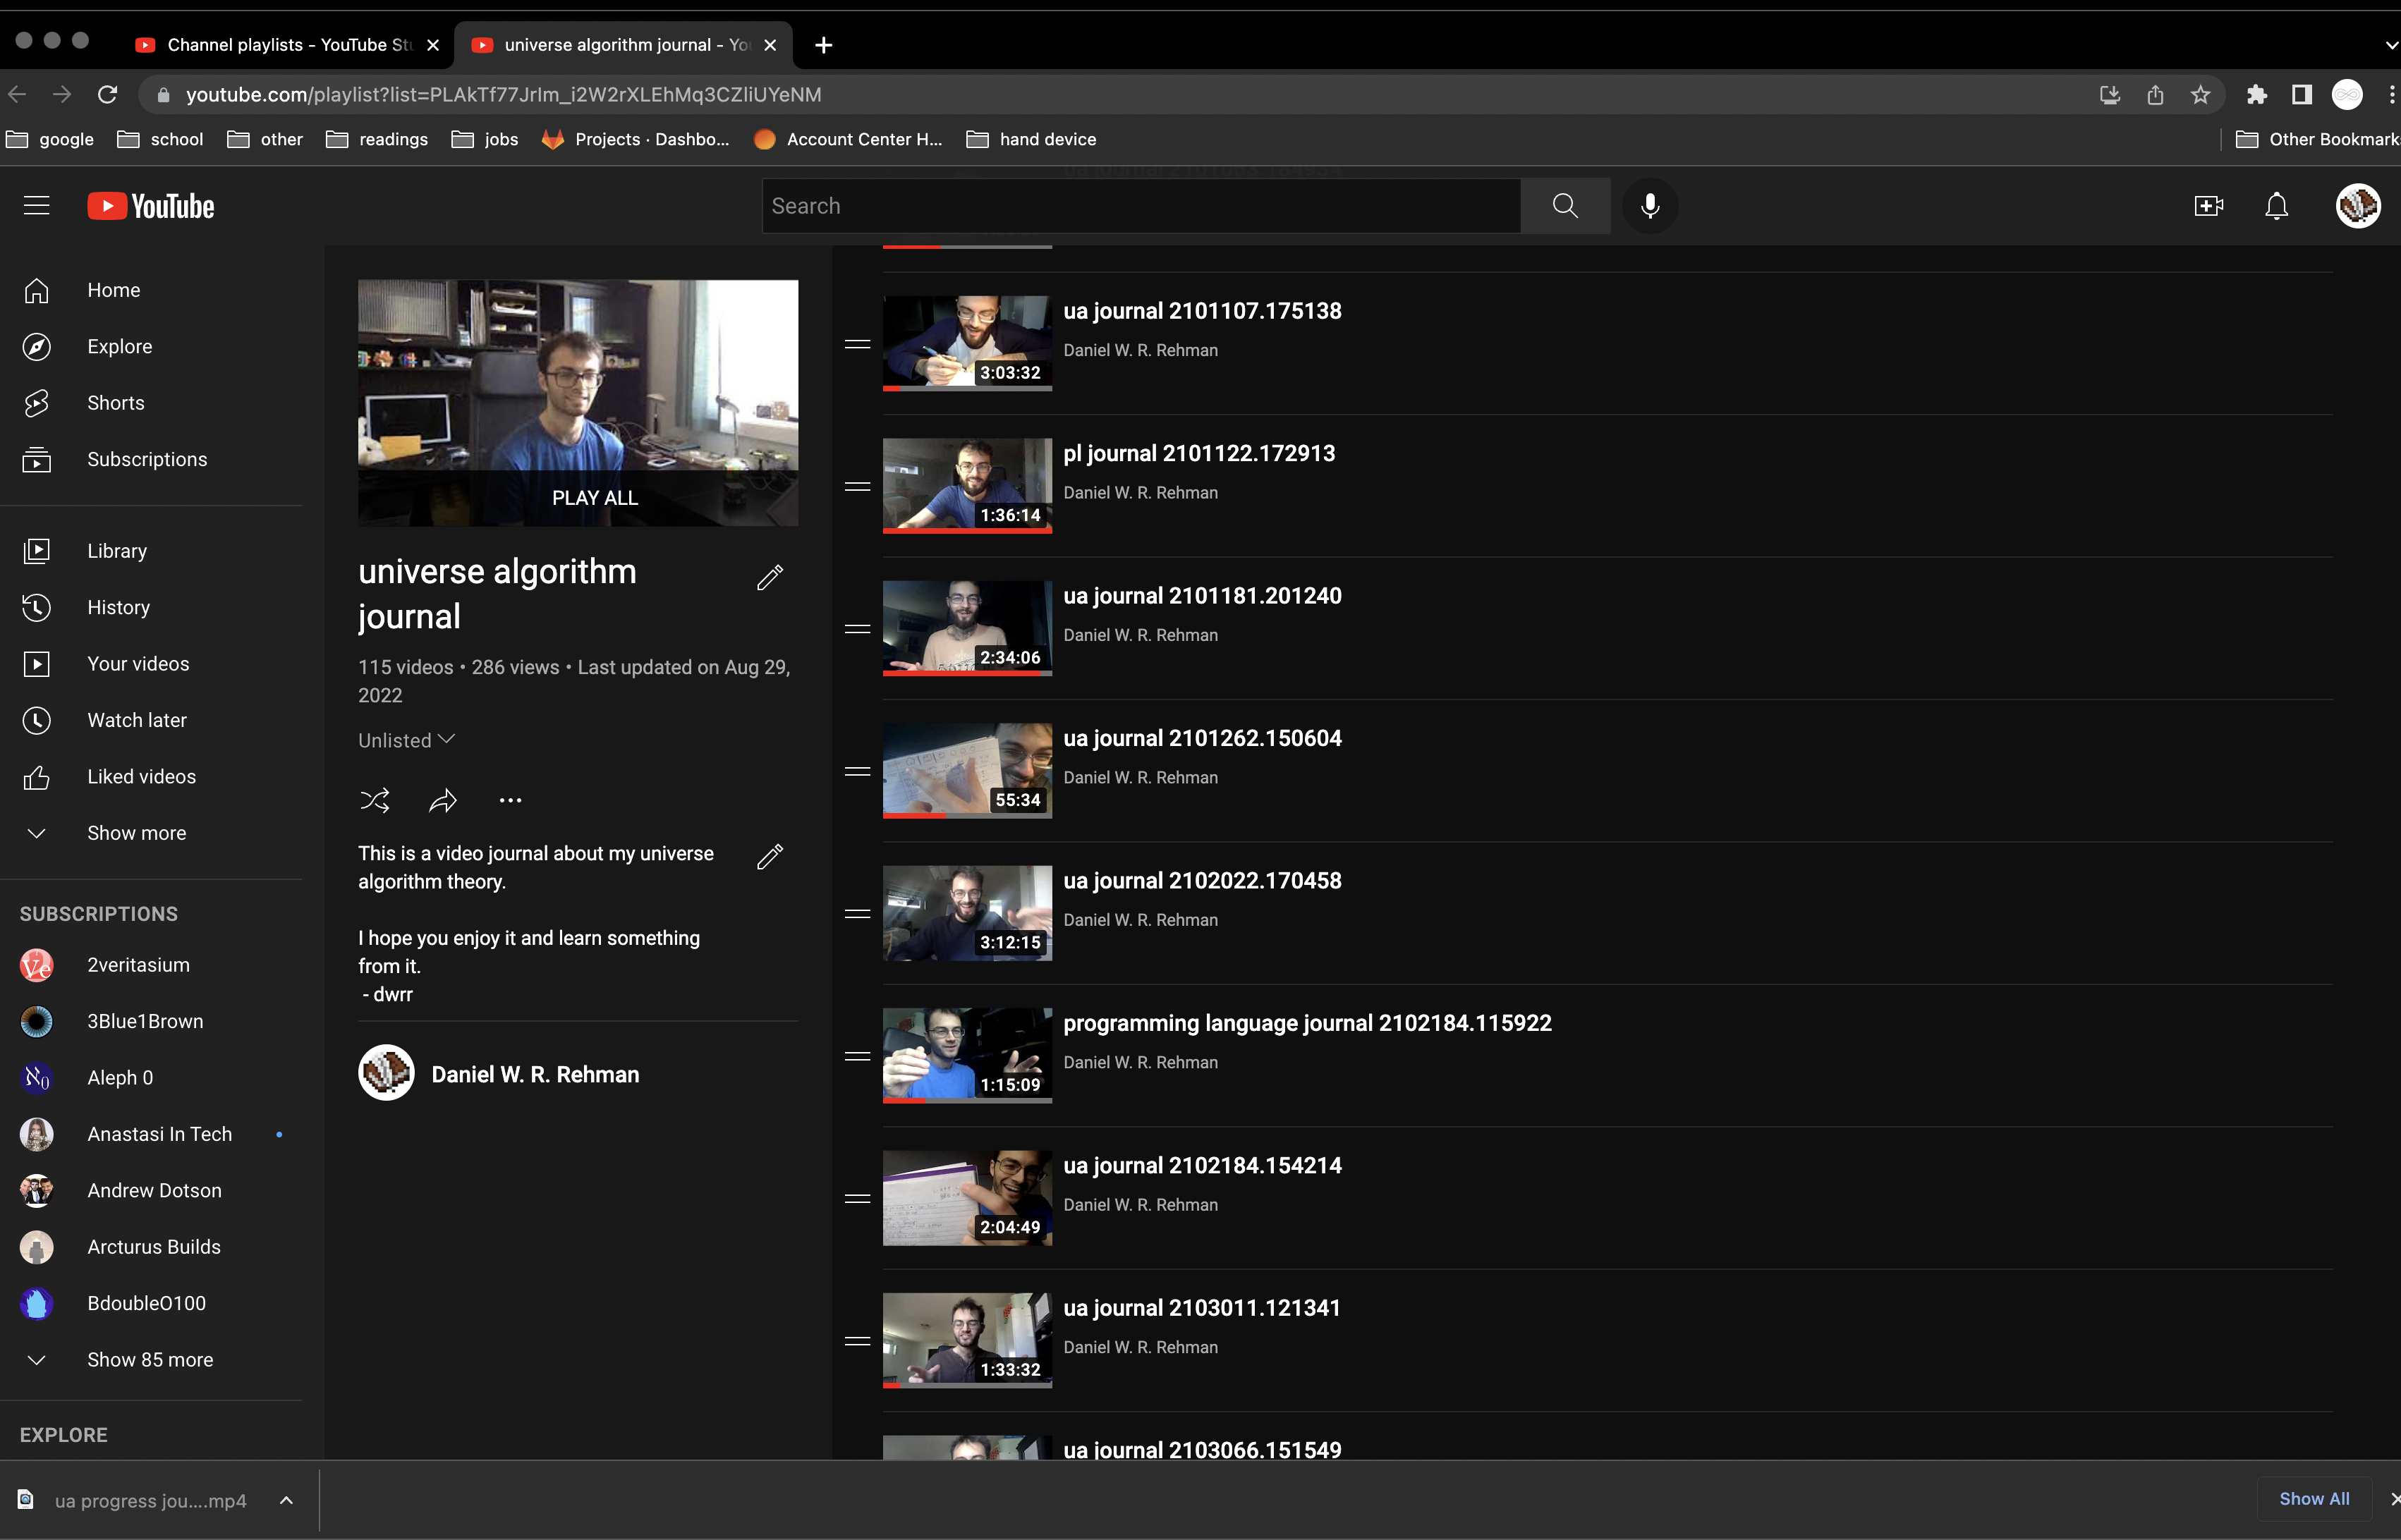 Channel playlists - YouTube Stu
universe algorithm journal - You
youtube.com/playlist?list=PLAkTf77JrIm_i2W2rXLEhMq3CZliUYeNM
google
school
other
readings
jobs
Projects · Dashbo...
Account Center H...
hand device
Other Bookmarks
YouTube
Search
Home
Explore
Shorts
Subscriptions
Library
History
Your videos
Watch later
Liked videos
Show more
SUBSCRIPTIONS
2veritasium
3Blue1Brown
Aleph 0
Anastasi In Tech
Andrew Dotson
Arcturus Builds
BdoubleO100
Show 85 more
EXPLORE
PLAY ALL
universe algorithm
journal
115 videos • 286 views • Last updated on Aug 29,
2022
Unlisted
This is a video journal about my universe
algorithm theory.
I hope you enjoy it and learn something
from it.
- dwrr
Daniel W. R. Rehman
3:03:32
ua journal 2101107.175138
Daniel W. R. Rehman
1:36:14
pl journal 2101122.172913
Daniel W. R. Rehman
2:34:06
ua journal 2101181.201240
Daniel W. R. Rehman
55:34
ua journal 2101262.150604
Daniel W. R. Rehman
3:12:15
ua journal 2102022.170458
Daniel W. R. Rehman
1:15:09
programming language journal 2102184.115922
Daniel W. R. Rehman
2:04:49
ua journal 2102184.154214
Daniel W. R. Rehman
1:33:32
ua journal 2103011.121341
Daniel W. R. Rehman
ua journal 2103066.151549
ua progress jou....mp4
Show All